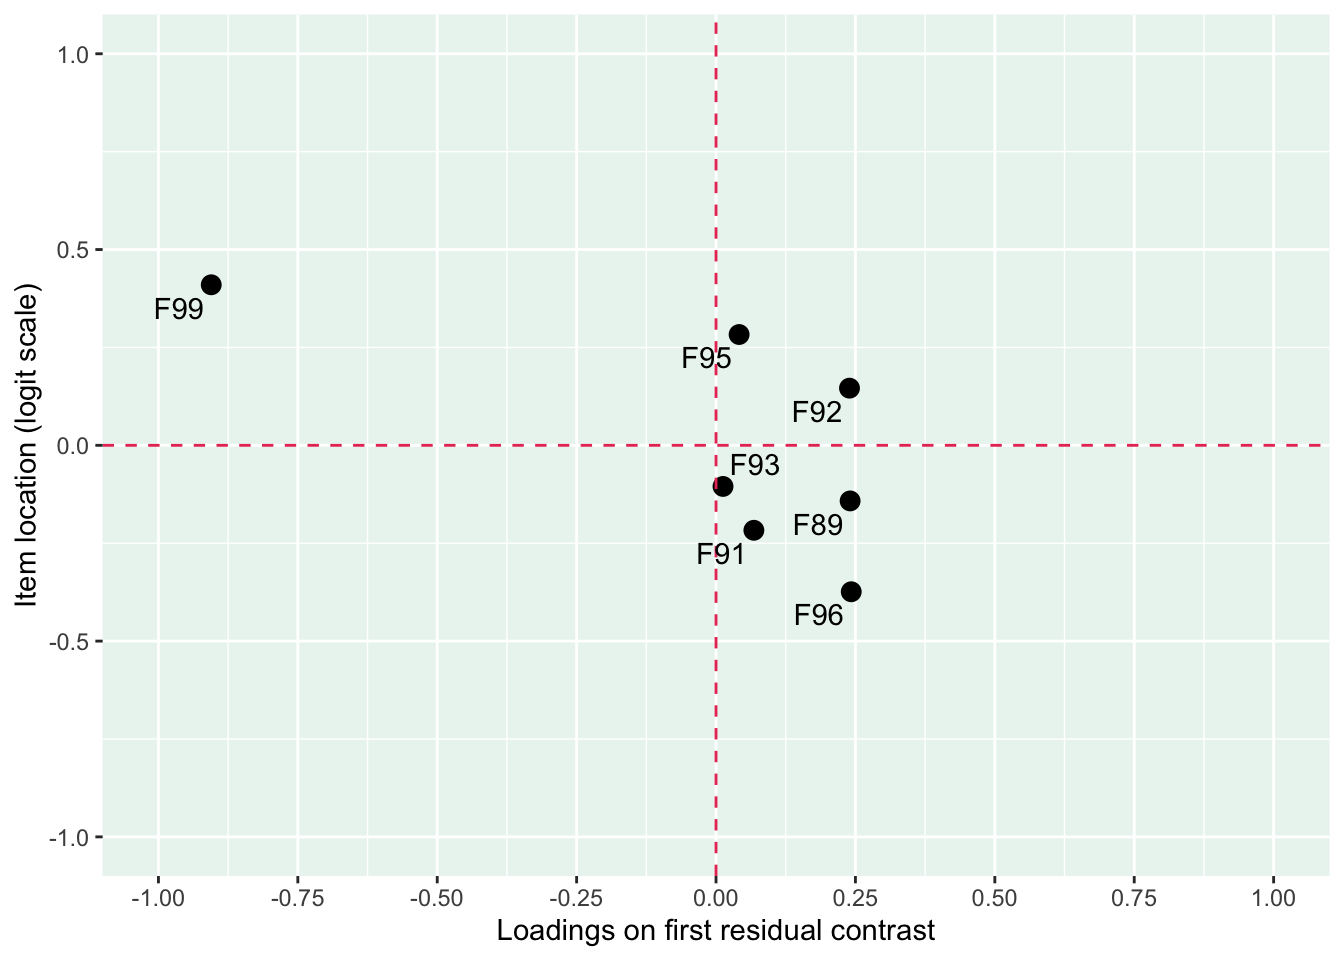 1.0
0.5
0.0
-0.5
-1.0
Item location (logit scale)
F99
F95
F92
F93
F89
F91
F96
-1.00 -0.75 -0.50 -0.25 0.00 0.25 0.50 0.75 1.00
Loadings on first residual contrast